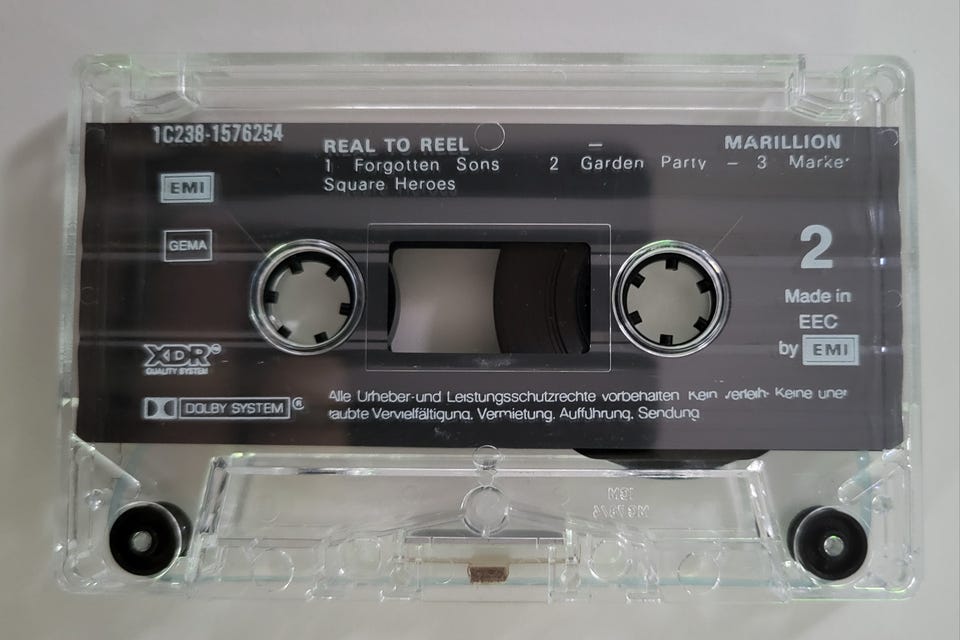 1C238-1576254
REAL TO REEL — MARILLION
1 Forgotten Sons 2 Garden Party – 3 Marke
Square Heroes
EMI
GEMA
2
Made in
EEC
by EMI
XDR®
QUALITY SYSTEM
DOLBY SYSTEM ®
Alle Urheber-und Leistungsschutzrechte vorbehalten Kein Verleih· Keine uner
laubte Vervielfältigung, Vermietung, Aufführung, Sendung